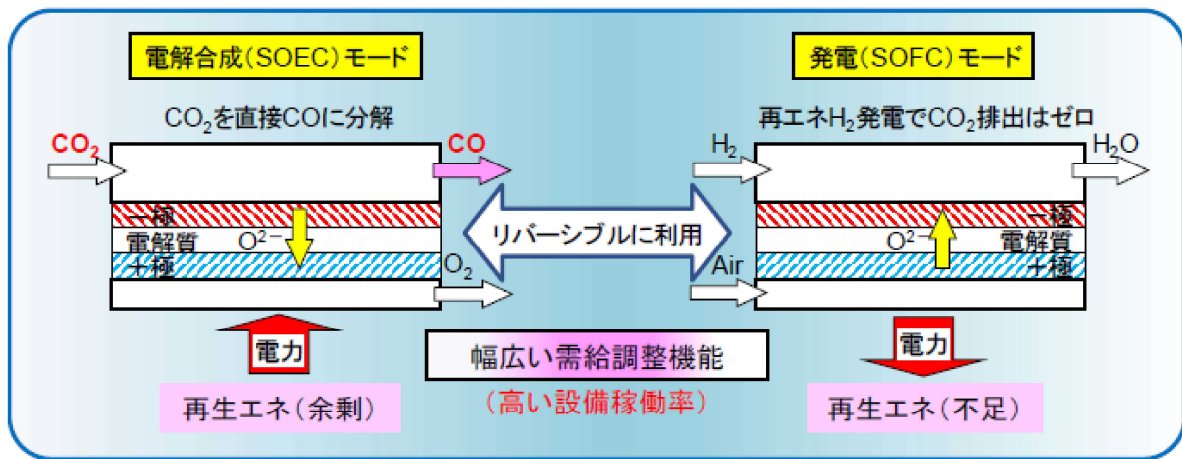 電解合成(SOEC)モード
CO₂を直接COに分解
CO₂
CO
一極
電解質
O²⁻
＋極
O₂
電力
再生エネ(余剰)
リバーシブルに利用
幅広い需給調整機能
(高い設備稼働率)
発電(SOFC)モード
再エネH₂発電でCO₂排出はゼロ
H₂
H₂O
一極
O²⁻
電解質
＋極
Air
電力
再生エネ(不足)